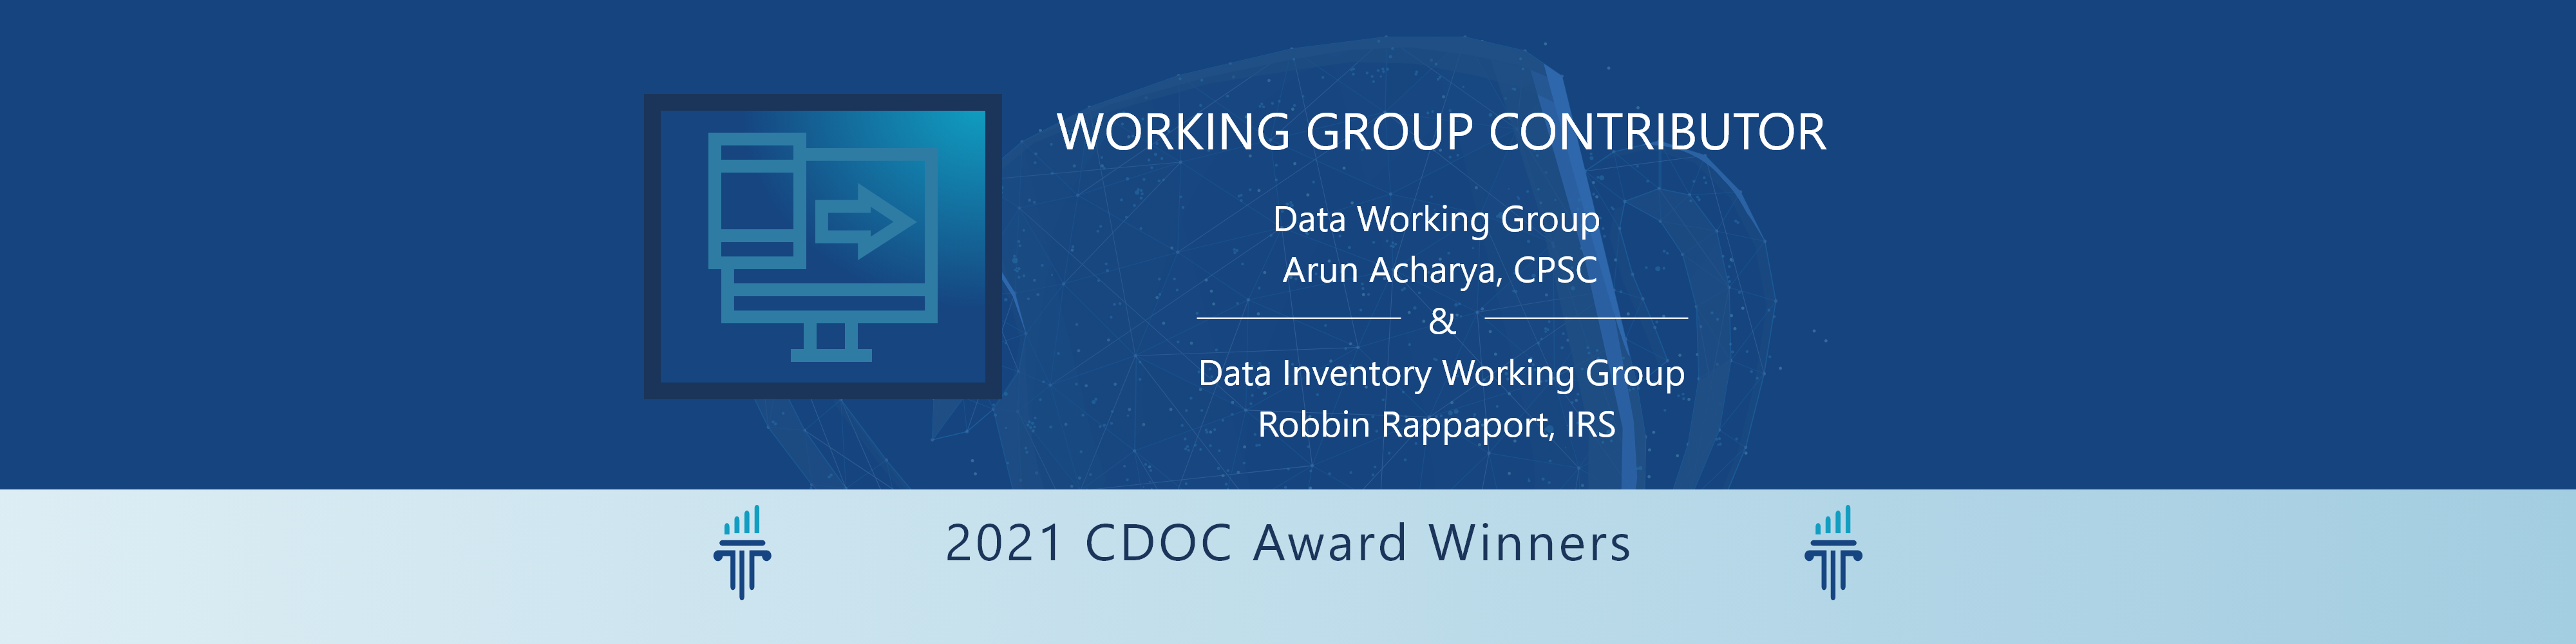 WORKING GROUP CONTRIBUTOR
Data Working Group
Arun Acharya, CPSC
&
Data Inventory Working Group
Robbin Rappaport, IRS
2021 CDOC Award Winners